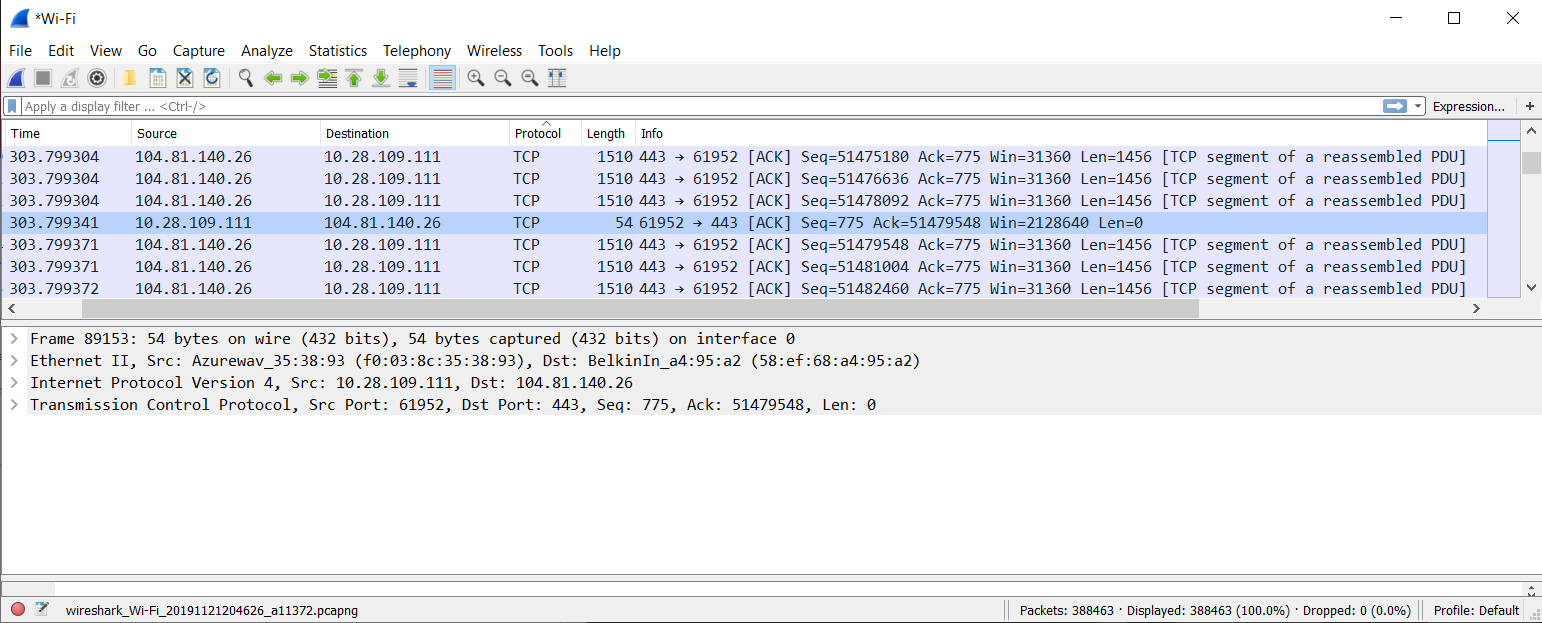 *Wi-Fi
File Edit View Go Capture Analyze Statistics Telephony Wireless Tools Help
Apply a display filter ... <Ctrl-/> Expression... +
Time Source Destination Protocol Length Info
303.799304 104.81.140.26 10.28.109.111 TCP 1510 443 → 61952 [ACK] Seq=51475180 Ack=775 Win=31360 Len=1456 [TCP segment of a reassembled PDU]
303.799304 104.81.140.26 10.28.109.111 TCP 1510 443 → 61952 [ACK] Seq=51476636 Ack=775 Win=31360 Len=1456 [TCP segment of a reassembled PDU]
303.799304 104.81.140.26 10.28.109.111 TCP 1510 443 → 61952 [ACK] Seq=51478092 Ack=775 Win=31360 Len=1456 [TCP segment of a reassembled PDU]
303.799341 10.28.109.111 104.81.140.26 TCP 54 61952 → 443 [ACK] Seq=775 Ack=51479548 Win=2128640 Len=0
303.799371 104.81.140.26 10.28.109.111 TCP 1510 443 → 61952 [ACK] Seq=51479548 Ack=775 Win=31360 Len=1456 [TCP segment of a reassembled PDU]
303.799371 104.81.140.26 10.28.109.111 TCP 1510 443 → 61952 [ACK] Seq=51481004 Ack=775 Win=31360 Len=1456 [TCP segment of a reassembled PDU]
303.799372 104.81.140.26 10.28.109.111 TCP 1510 443 → 61952 [ACK] Seq=51482460 Ack=775 Win=31360 Len=1456 [TCP segment of a reassembled PDU]
Frame 89153: 54 bytes on wire (432 bits), 54 bytes captured (432 bits) on interface 0
Ethernet II, Src: Azurewav_35:38:93 (f0:03:8c:35:38:93), Dst: BelkinIn_a4:95:a2 (58:ef:68:a4:95:a2)
Internet Protocol Version 4, Src: 10.28.109.111, Dst: 104.81.140.26
Transmission Control Protocol, Src Port: 61952, Dst Port: 443, Seq: 775, Ack: 51479548, Len: 0
wireshark_Wi-Fi_20191121204626_a11372.pcapng Packets: 388463 · Displayed: 388463 (100.0%) · Dropped: 0 (0.0%) Profile: Default